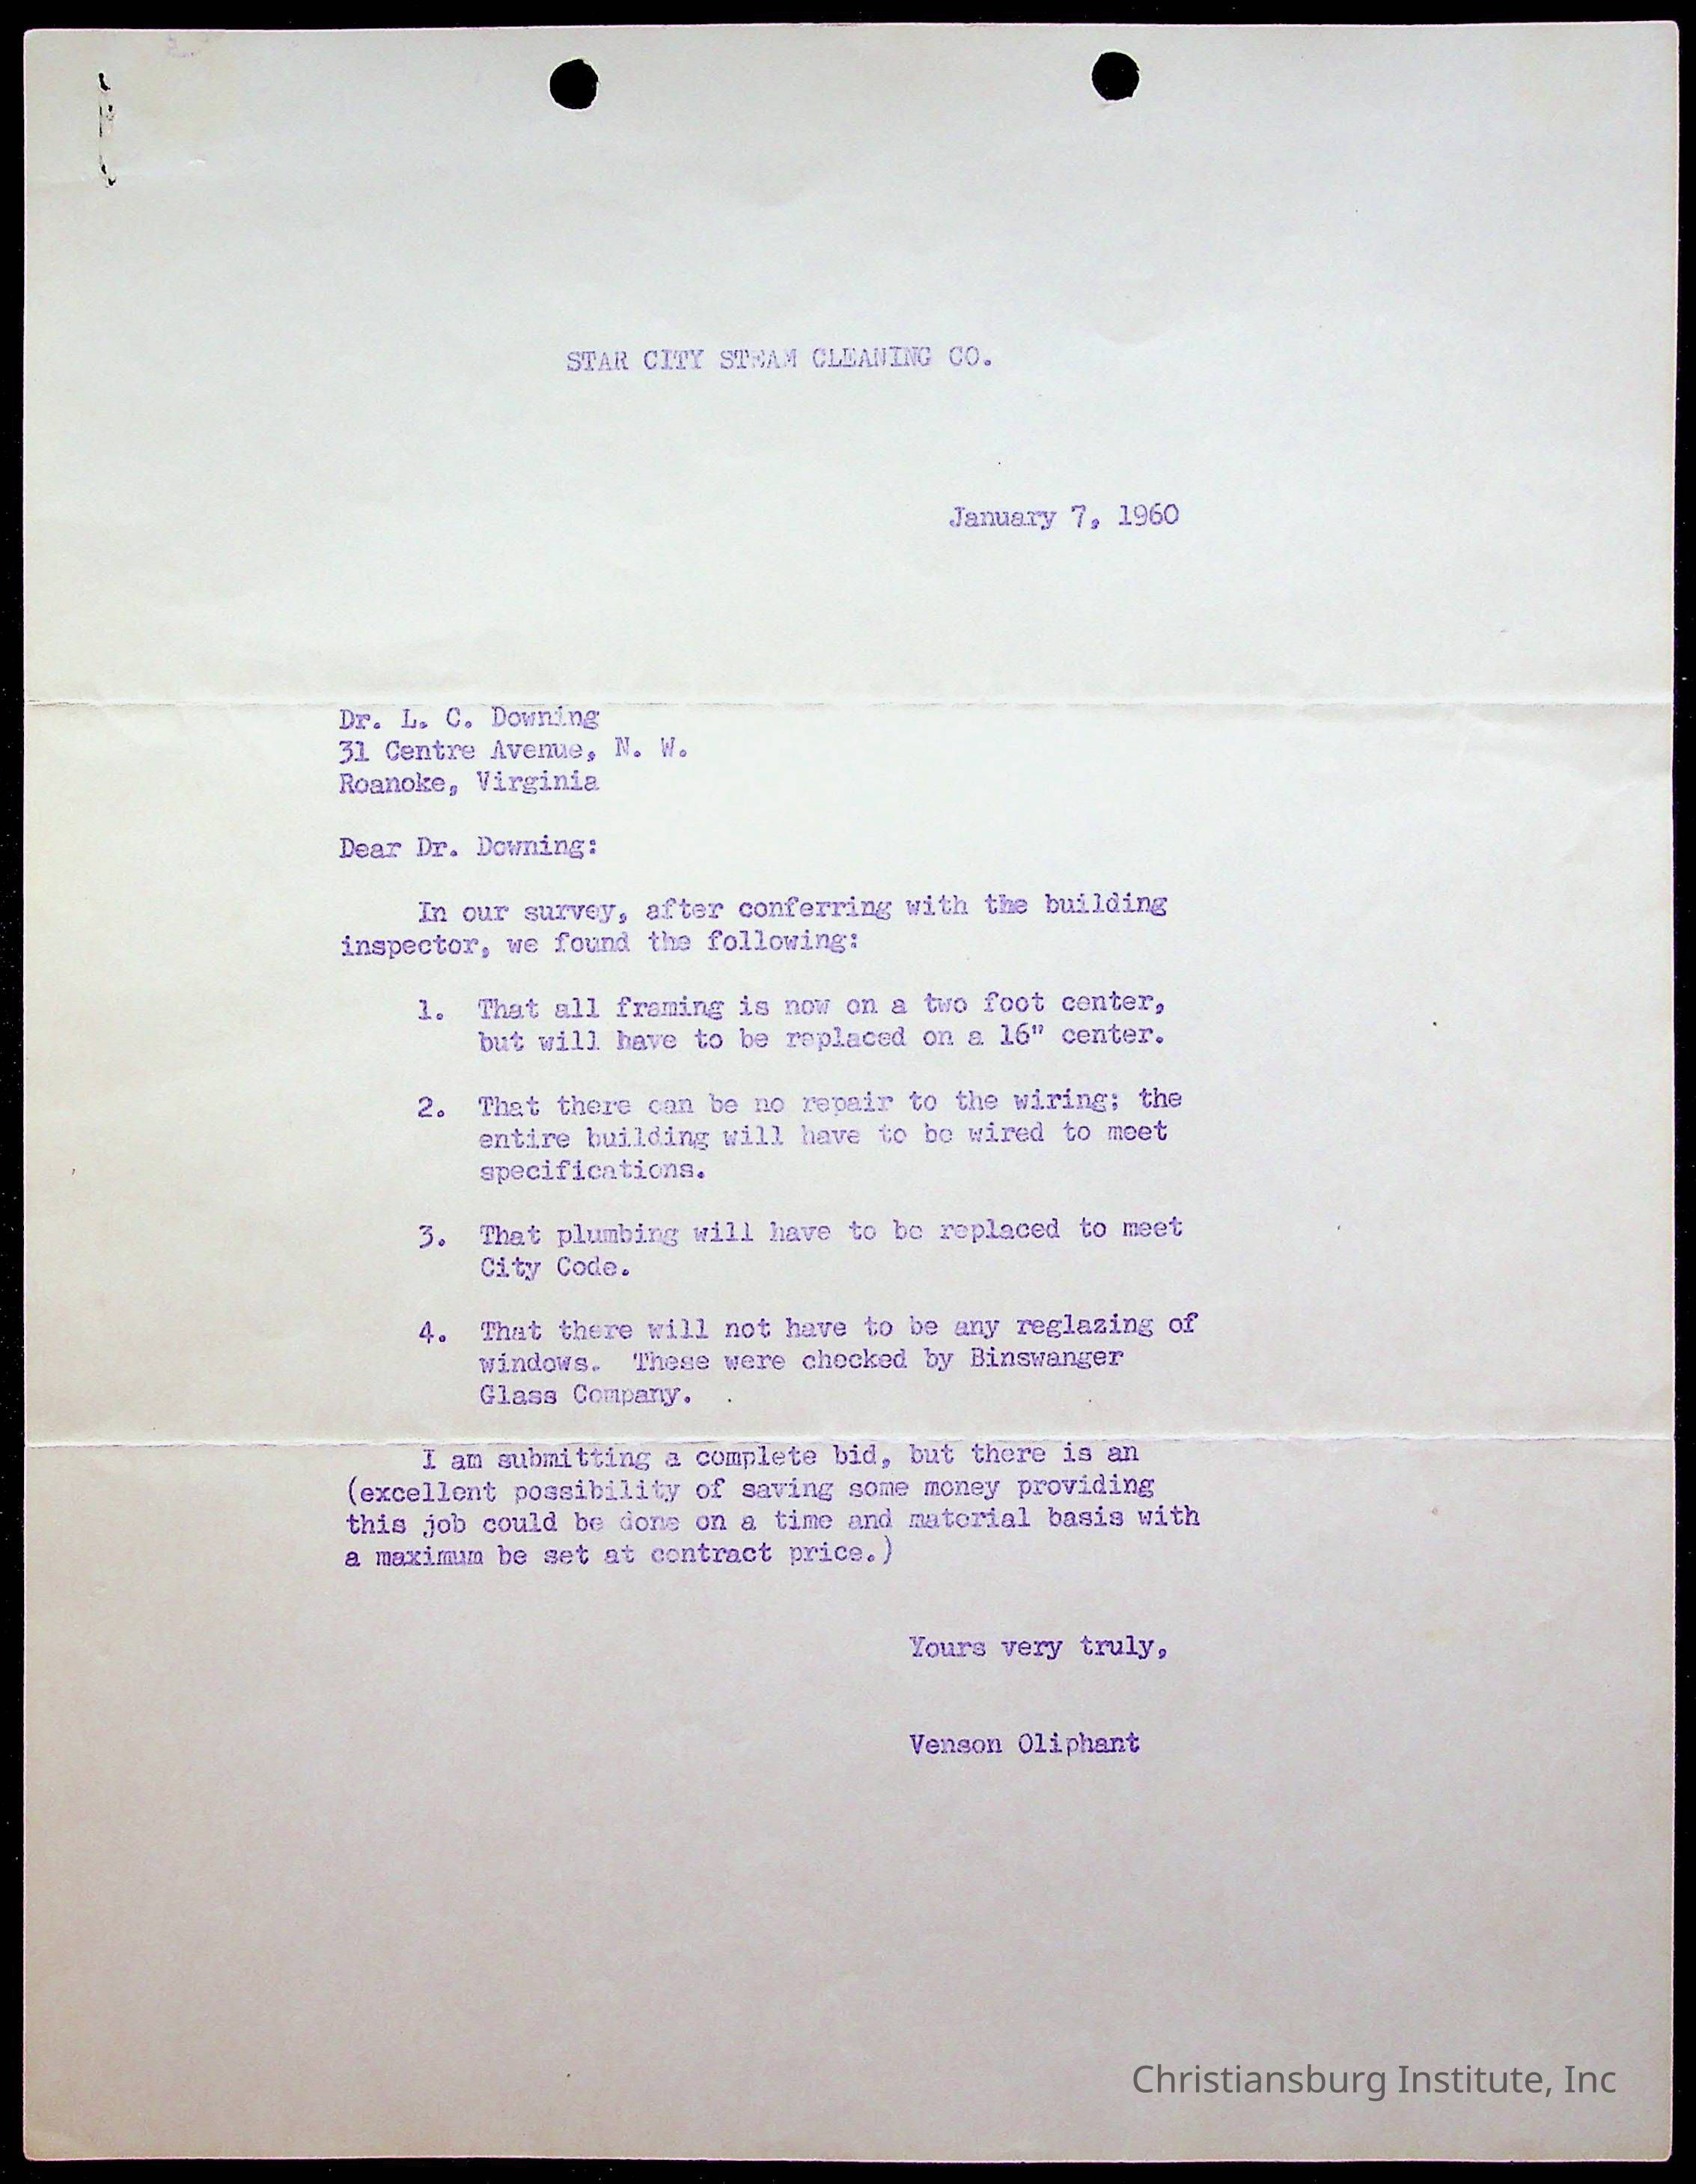 STAR CITY STEAM CLEANING CO.
January 7, 1960
Dr. L. C. Downing
31 Centre Avenue, N. W.
Roanoke, Virginia
Dear Dr. Downing:
In our survey, after conferring with the building
inspector, we found the following:
1. That all framing is now on a two foot center,
but will have to be replaced on a 16" center.
2. That there can be no repair to the wiring; the
entire building will have to be wired to meet
specifications.
3. That plumbing will have to be replaced to meet
City Code.
4. That there will not have to be any reglazing of
windows. These were checked by Binswanger
Glass Company.
I am submitting a complete bid, but there is an
(excellent possibility of saving some money providing
this job could be done on a time and material basis with
a maximum be set at contract price.)
Yours very truly,
Venson Oliphant
Christiansburg Institute, Inc